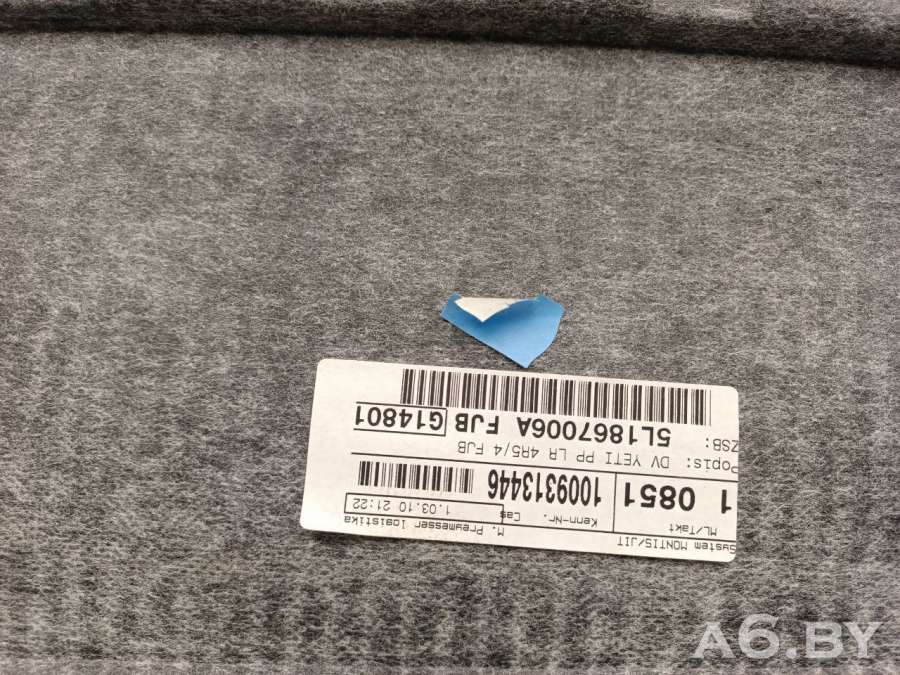 System MONTIS/JIT
M. Preymesser logistika
ML/Takt
Kenn-Nr.
Čas
1.03.10 21:22
1 0851
1009313446
Popis: DV YETI PP LR 4R5/4 FJB
ZSB:
5L1867006A FJB
G14801
A6.BY